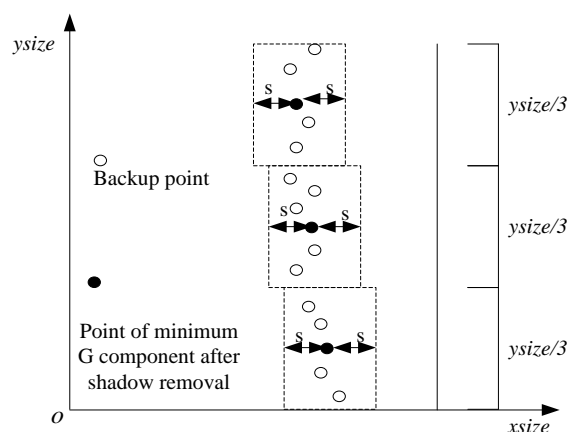 ysize
s
s
ysize/3
Backup point
s
s
ysize/3
Point of minimum
G component after
shadow removal
s
s
ysize/3
o
xsize